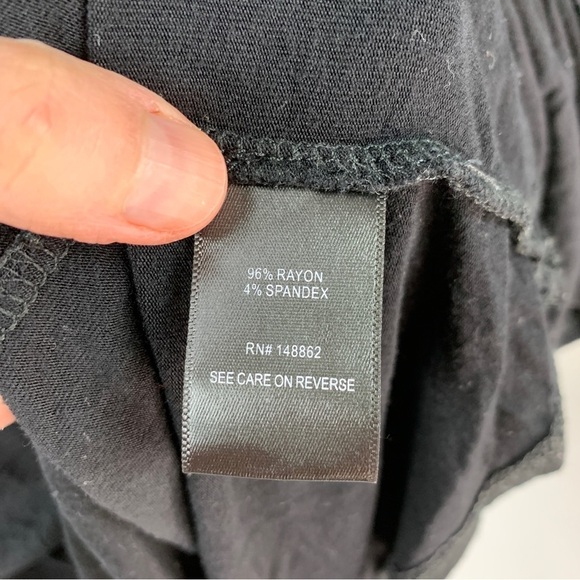 96% RAYON
4% SPANDEX
RN# 148862
SEE CARE ON REVERSE